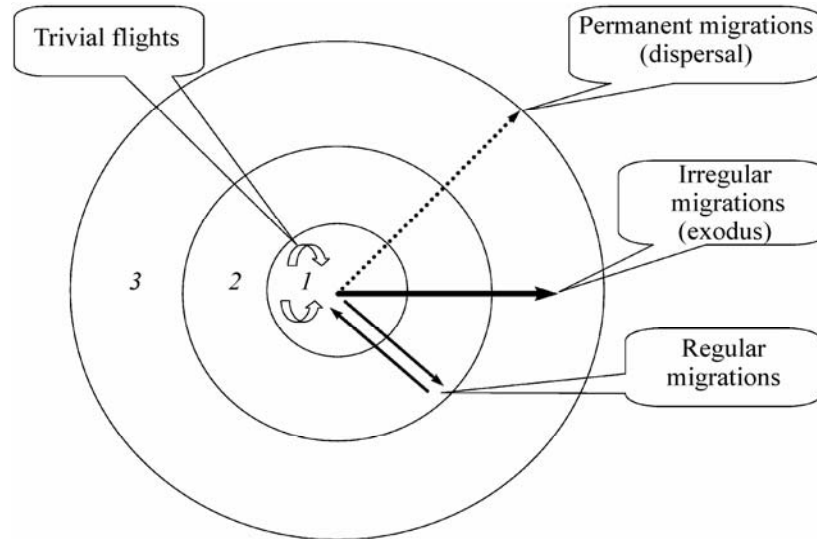 Trivial flights
Permanent migrations
(dispersal)
Irregular
migrations
(exodus)
3 2 1
Regular
migrations